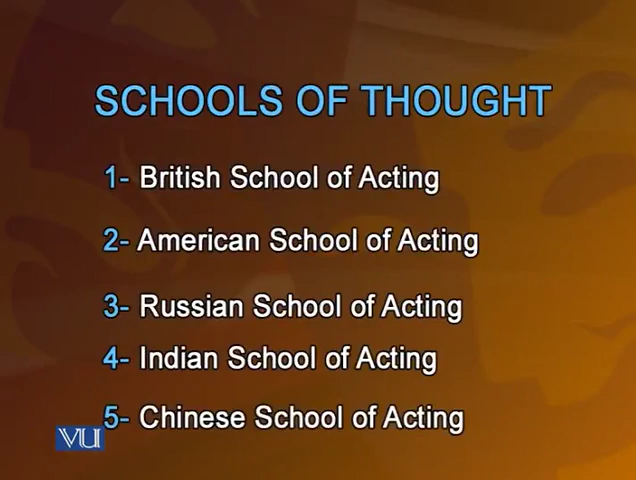 SCHOOLS OF THOUGHT
1- British School of Acting
2- American School of Acting
3- Russian School of Acting
4- Indian School of Acting
5- Chinese School of Acting
VU